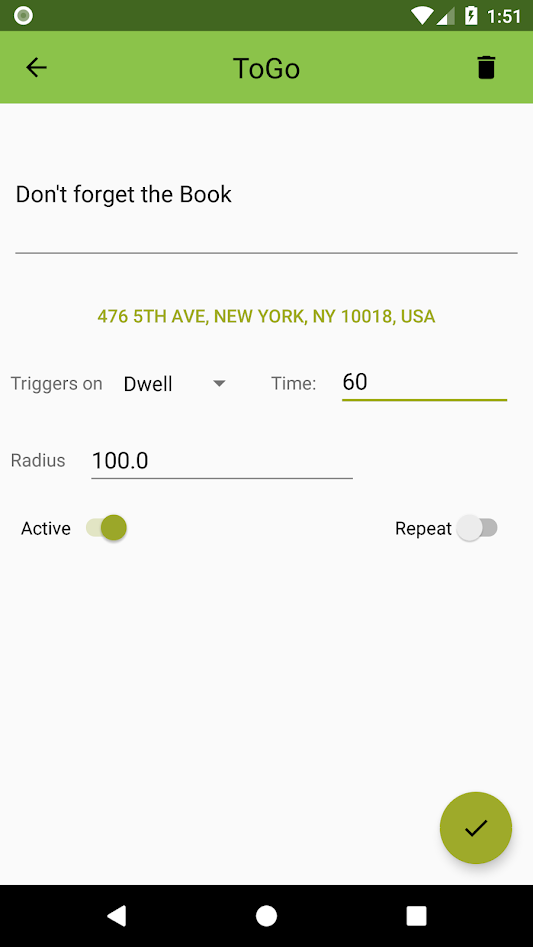 1:51
ToGo
Don't forget the Book
476 5TH AVE, NEW YORK, NY 10018, USA
Triggers on Dwell Time: 60
Radius 100.0
Active Repeat